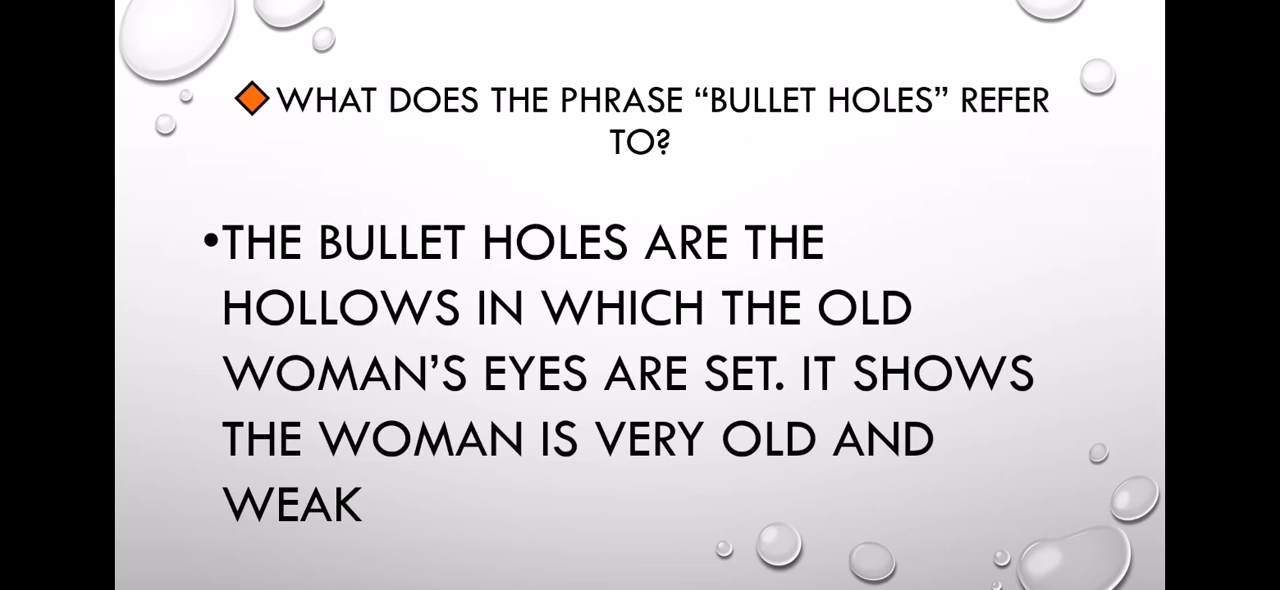 WHAT DOES THE PHRASE “BULLET HOLES” REFER
TO?
•THE BULLET HOLES ARE THE
HOLLOWS IN WHICH THE OLD
WOMAN’S EYES ARE SET. IT SHOWS
THE WOMAN IS VERY OLD AND
WEAK